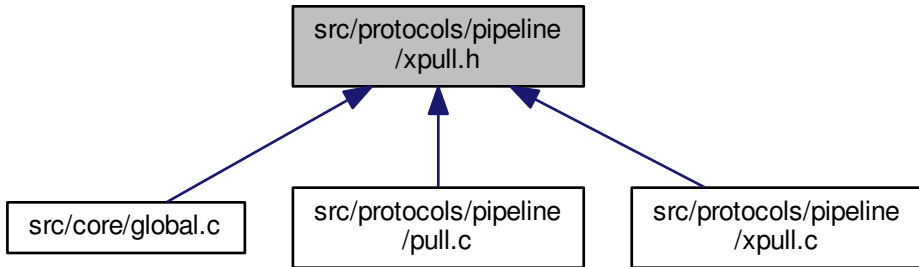 src/protocols/pipeline
/xpull.h
src/core/global.c
src/protocols/pipeline
/pull.c
src/protocols/pipeline
/xpull.c